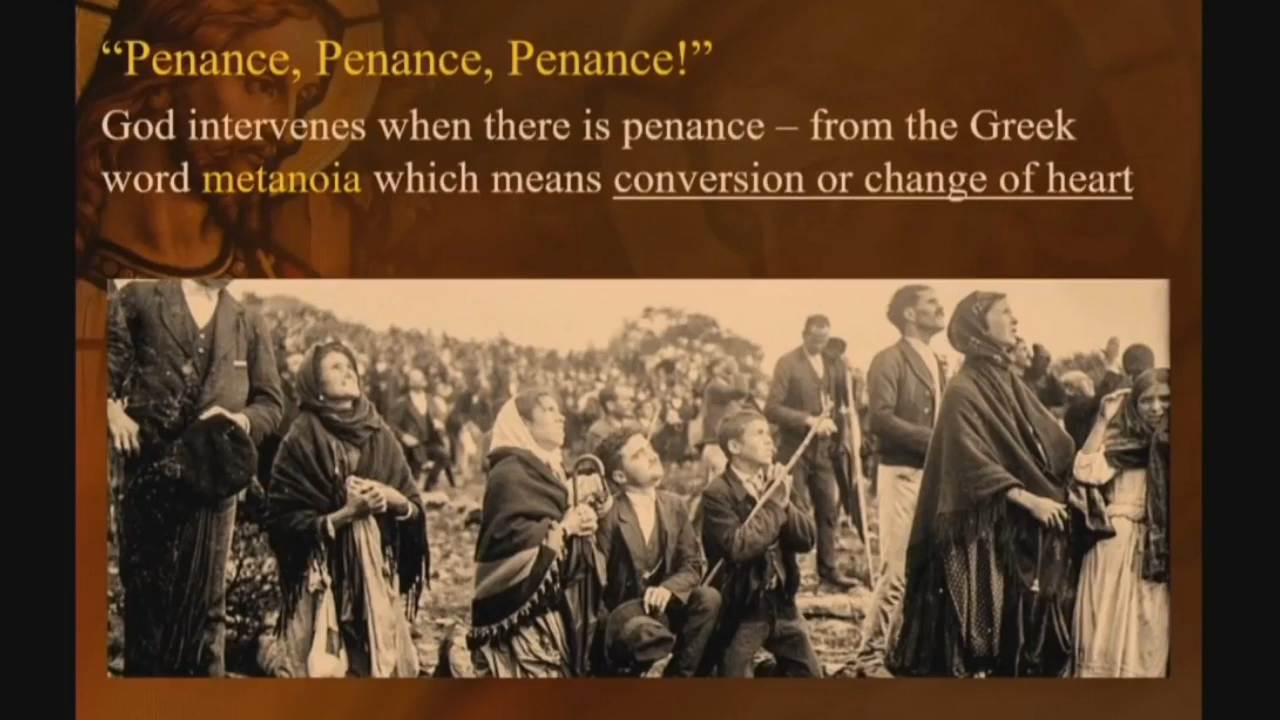 “Penance, Penance, Penance!”
God intervenes when there is penance – from the Greek
word metanoia which means conversion or change of heart